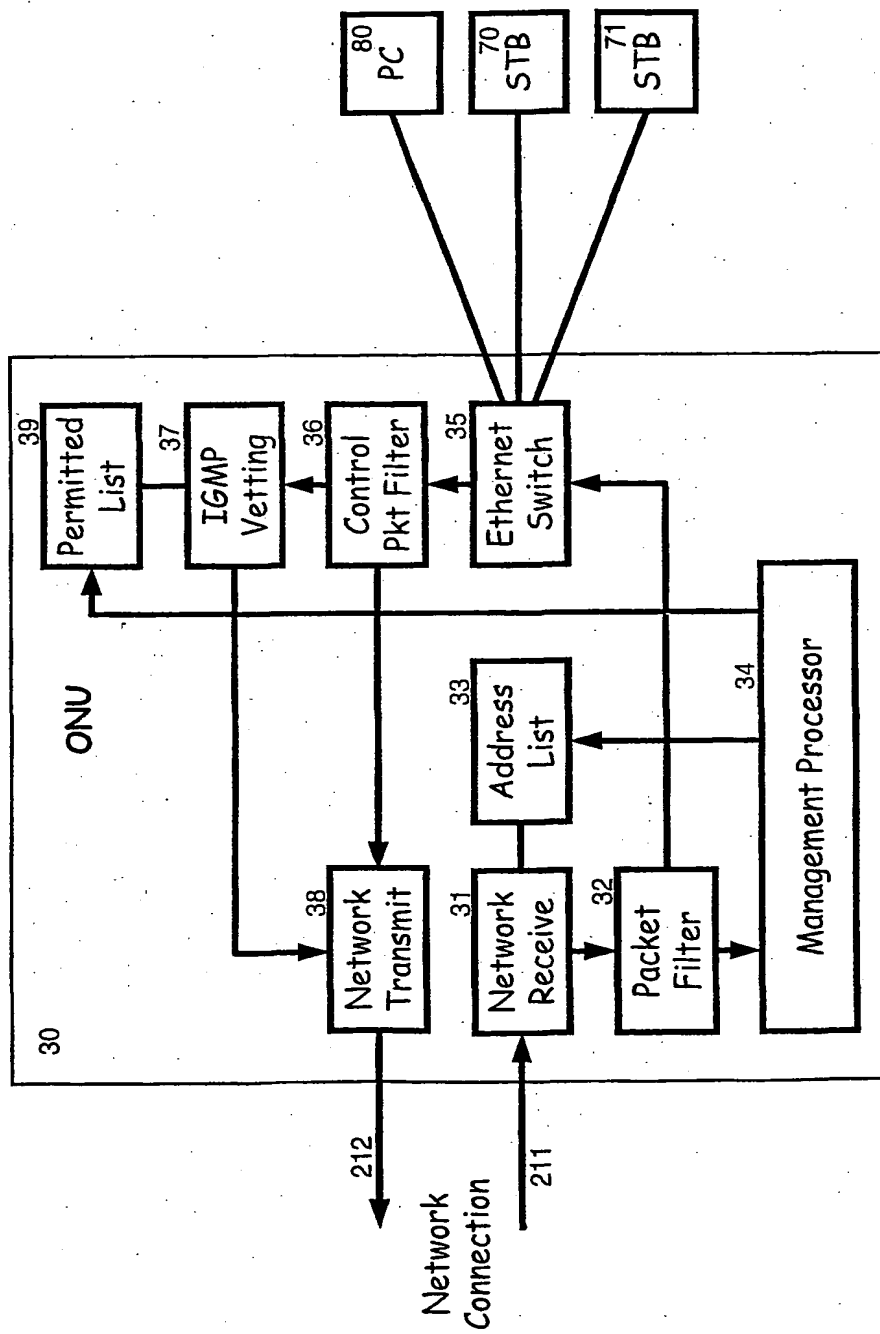 30
ONU
39
Permitted
List
37
IGMP
Vetting
36
Control
Pkt Filter
35
Ethernet
Switch
38
Network
Transmit
31
Network
Receive
33
Address
List
32
Packet
Filter
34
Management Processor
212
211
Network
Connection
80
PC
70
STB
71
STB